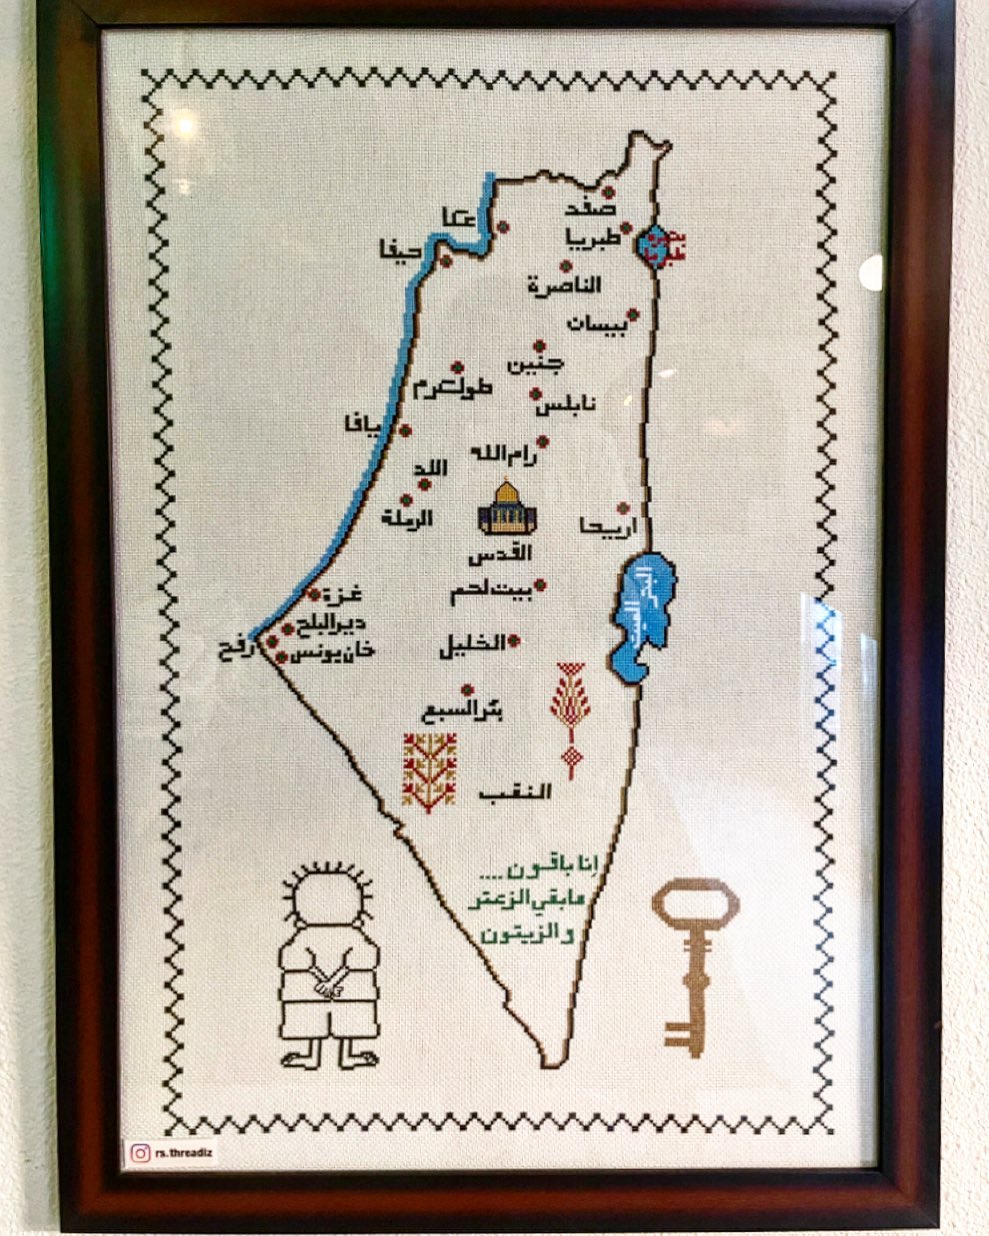 صفد
عكا
طبريا
بحيرة
طبريا
حيفا
الناصرة
بيسان
جنين
طولكرم
نابلس
يافا
رام الله
اللد
الرملة
اريحا
القدس
بيت لحم
البحر الميت
غزة
دير البلح
رفح
خان يونس
الخليل
بئر السبع
النقب
إنا باقون ....
مابقي الزعتر
والزيتون
rs.threadiz